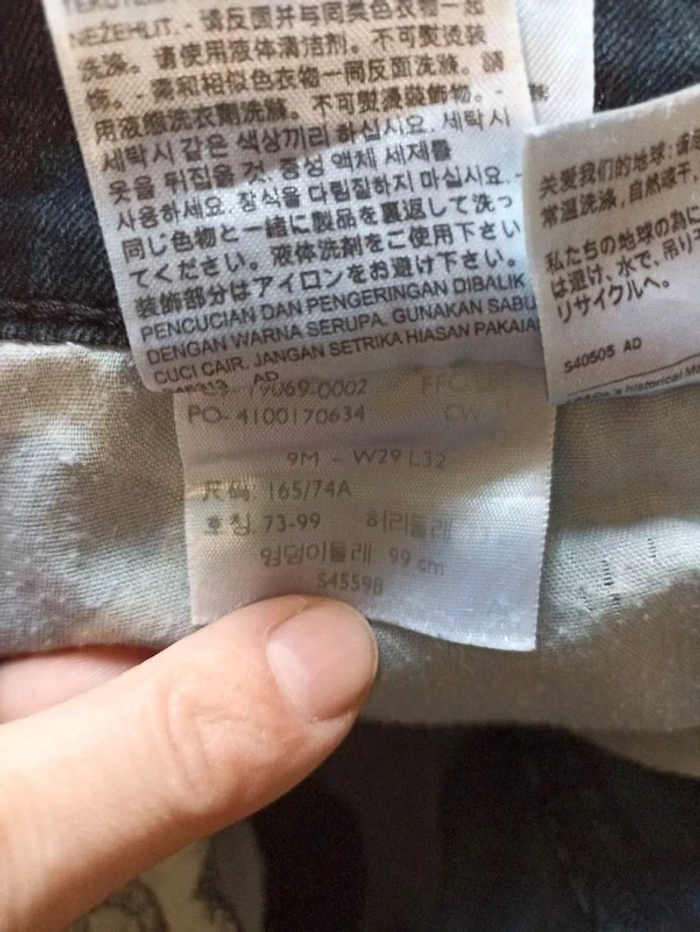 NEŽEHLIT. - 请反面并与同类色衣物一起
洗涤。请使用液体清洁剂。不可熨烫装
饰。- 需和相似色衣物一同反面洗滌。請
用液態洗衣劑洗滌。不可熨燙裝飾物。-
세탁시 같은 색상끼리 하십시요. 세탁 시
옷을 뒤집을 것. 중성 액체 세제를
사용하세요. 장식을 다림질하지 마십시요. -
同じ色物と一緒に製品を裏返して洗っ
てください。液体洗剤をご使用下さい
装飾部分はアイロンをお避け下さい。
PENCUCIAN DAN PENGERINGAN DIBALIK
DENGAN WARNA SERUPA. GUNAKAN SABU
CUCI CAIR. JANGAN SETRIKA HIASAN PAKAIA
AD
关爱我们的地球:
常温洗涤,自然晾干,
私たちの地球の為に
は避け、水で、吊り
リサイクルへ。
S40505 AD
historical Ma
19U69-0002
PO- 4100170634
9M - W29 L32
尺码: 165/74A
호칭 73-99 허리둘레
엉덩이둘레: 99 cm
S45598